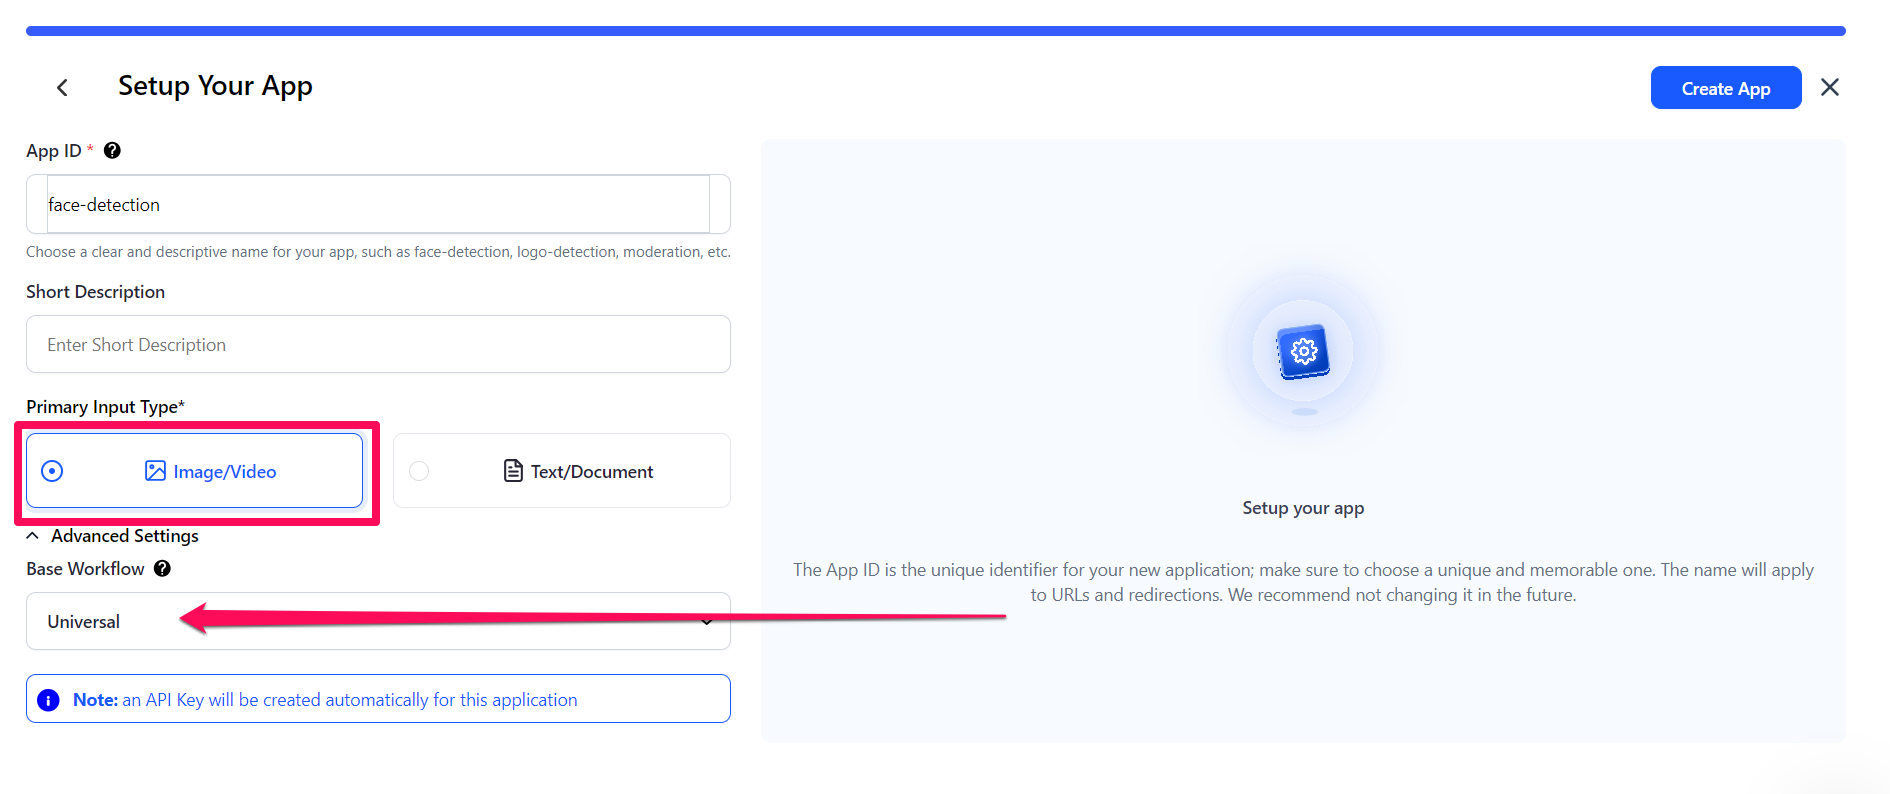 Setup Your App
Create App
App ID *
face-detection
Choose a clear and descriptive name for your app, such as face-detection, logo-detection, moderation, etc.
Short Description
Enter Short Description
Primary Input Type*
Image/Video
Text/Document
Advanced Settings
Base Workflow
Universal
Note: an API Key will be created automatically for this application
Setup your app
The App ID is the unique identifier for your new application; make sure to choose a unique and memorable one. The name will apply
to URLs and redirections. We recommend not changing it in the future.